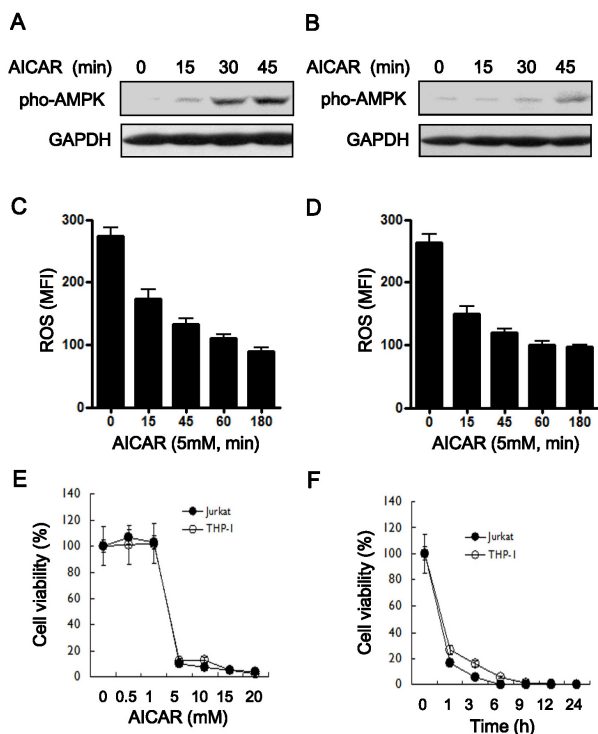 A
AICAR (min) 0 15 30 45
pho-AMPK
GAPDH
B
AICAR (min) 0 15 30 45
pho-AMPK
GAPDH
C
ROS (MFI)
300
200
100
0
0 15 45 60 180
AICAR (5mM, min)
D
ROS (MFI)
300
200
100
0
0 15 45 60 180
AICAR (5mM, min)
E
Cell viability (%)
140
120
100
80
60
40
20
0
Jurkat
THP-1
0 0.5 1 5 10 15 20
AICAR (mM)
F
Cell viability (%)
140
120
100
80
60
40
20
0
Jurkat
THP-1
0 1 3 6 9 12 24
Time (h)